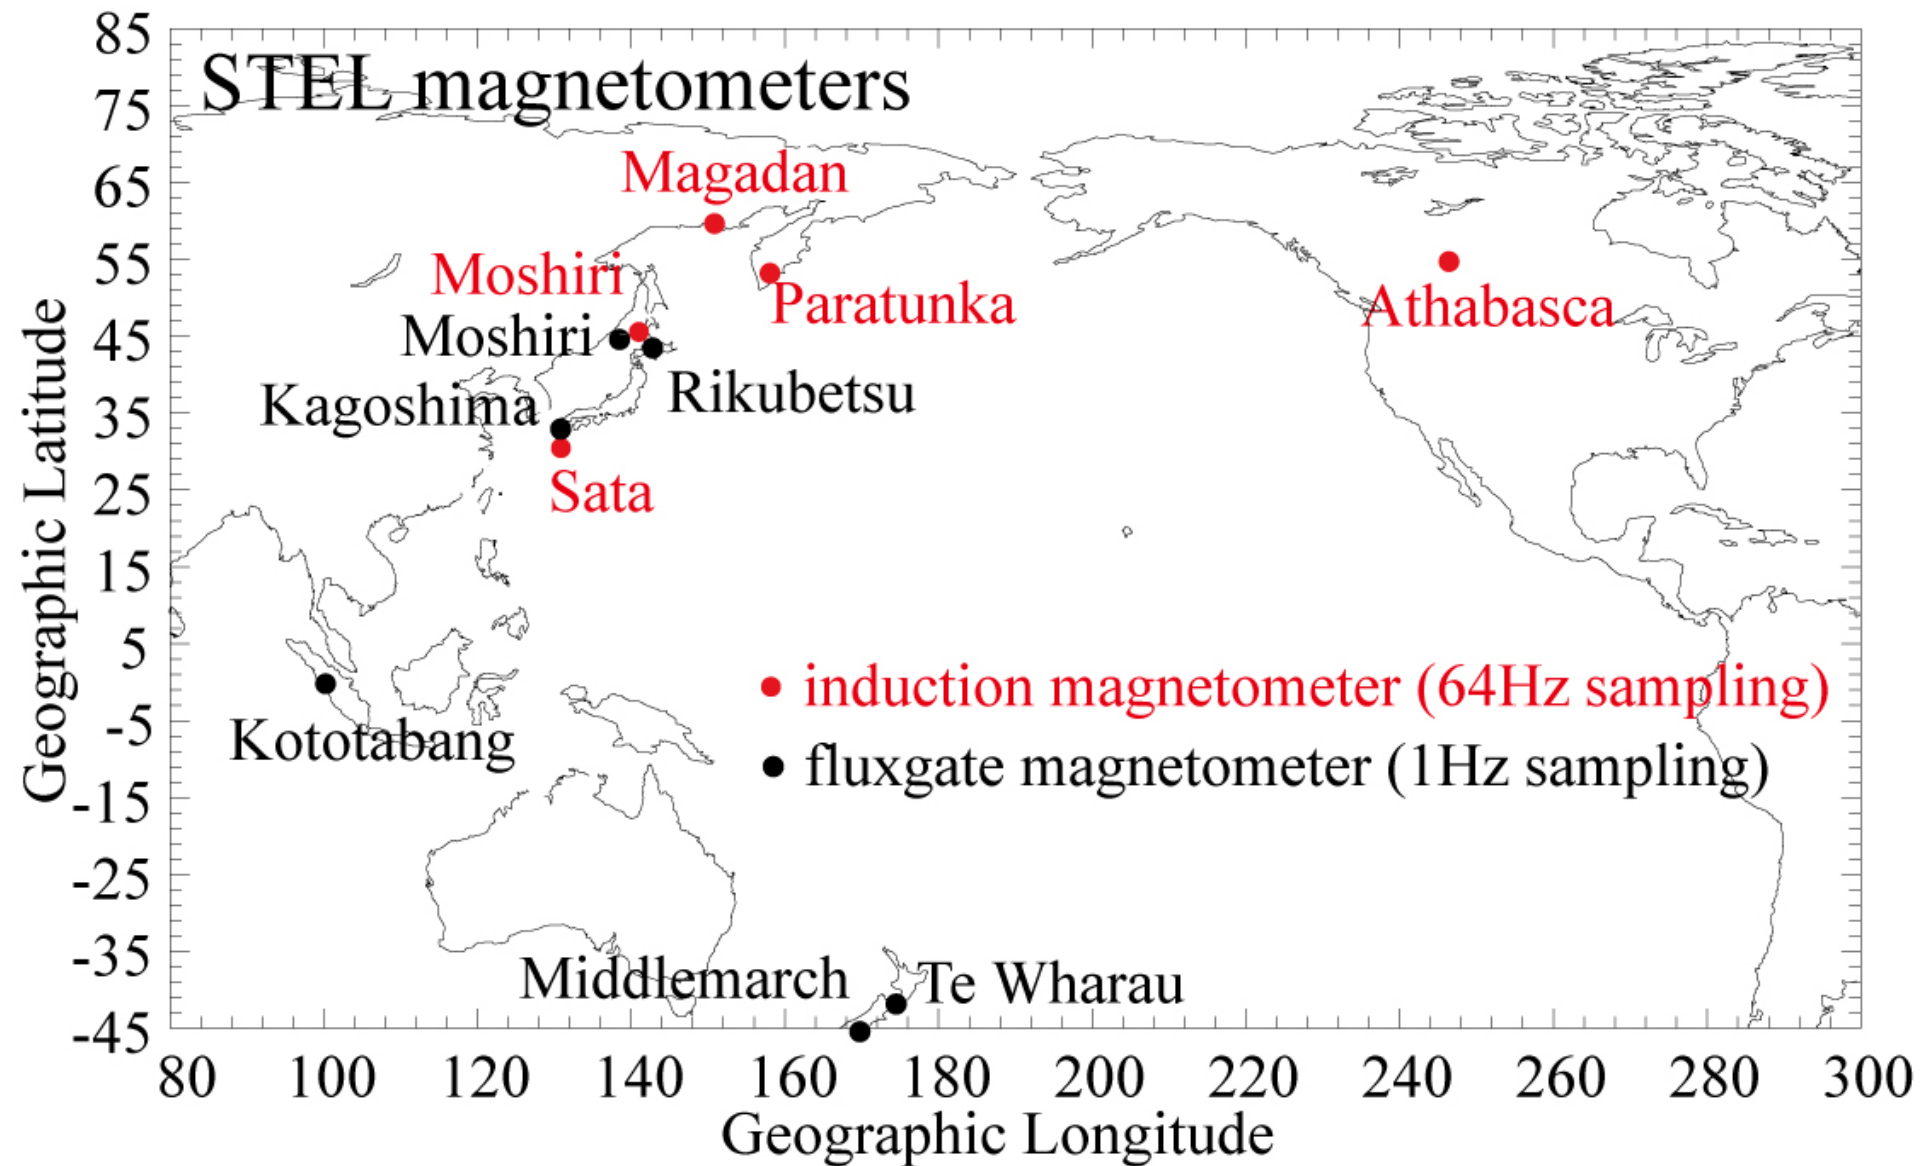 STEL magnetometers
85
75
65
55
45
35
25
15
5
-5
-15
-25
-35
-45
Geographic Latitude
Magadan
Moshiri
Paratunka
Athabasca
Moshiri
Rikubetsu
Kagoshima
Sata
induction magnetometer (64Hz sampling)
Kototabang
fluxgate magnetometer (1Hz sampling)
Middlemarch
Te Wharau
80 100 120 140 160 180 200 220 240 260 280 300
Geographic Longitude